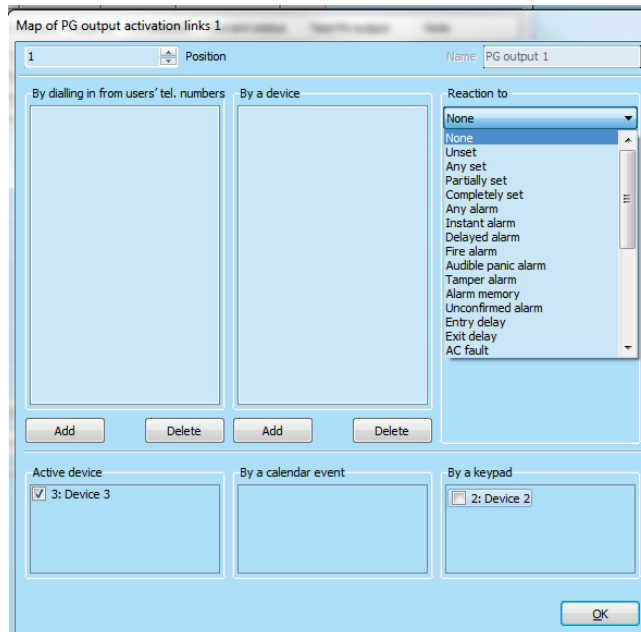 Map of PG output activation links 1
1 Position Name PG output 1
By dialling in from users' tel. numbers By a device Reaction to
None
None
Unset
Any set
Partially set
Completely set
Any alarm
Instant alarm
Delayed alarm
Fire alarm
Audible panic alarm
Tamper alarm
Alarm memory
Unconfirmed alarm
Entry delay
Exit delay
AC fault
Add Delete Add Delete
Active device By a calendar event By a keypad
3: Device 3 2: Device 2
OK